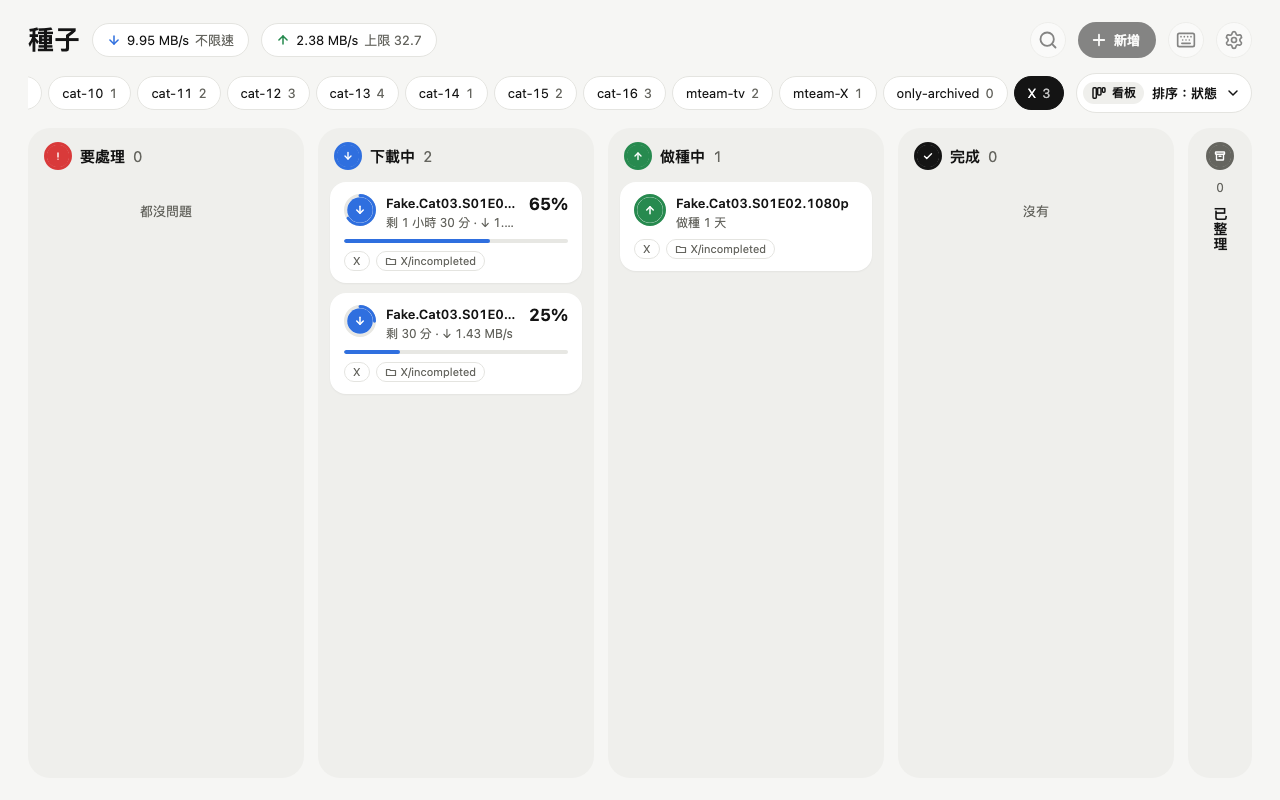 種子
9.95 MB/s 不限速
2.38 MB/s 上限 32.7
新增
cat-10 1
cat-11 2
cat-12 3
cat-13 4
cat-14 1
cat-15 2
cat-16 3
mteam-tv 2
mteam-X 1
only-archived 0
X 3
看板 排序：狀態
要處理 0
都沒問題
下載中 2
Fake.Cat03.S01E0... 65%
剩 1 小時 30 分 · ↓ 1....
X X/incompleted
Fake.Cat03.S01E0... 25%
剩 30 分 · ↓ 1.43 MB/s
X X/incompleted
做種中 1
Fake.Cat03.S01E02.1080p
做種 1 天
X X/incompleted
完成 0
沒有
0
已整理